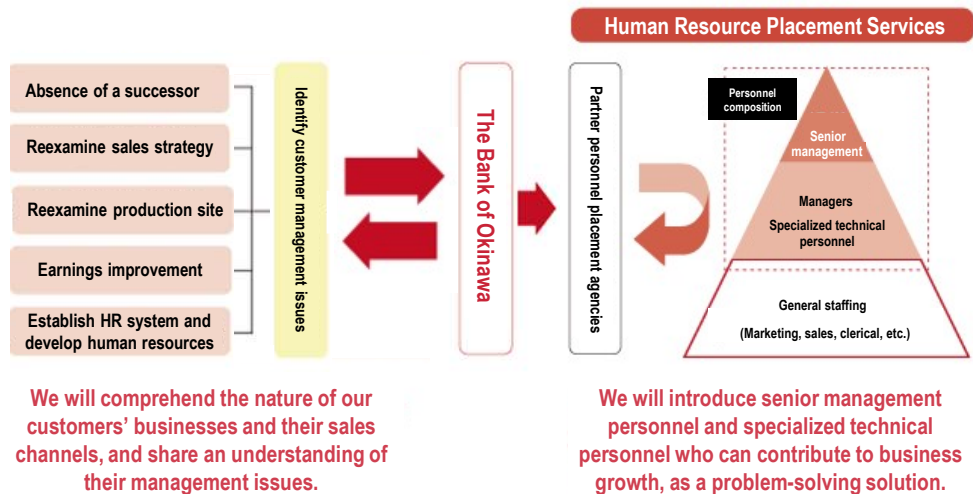 Human Resource Placement Services
Absence of a successor
Reexamine sales strategy
Reexamine production site
Earnings improvement
Establish HR system and
develop human resources
Identify customer management issues
The Bank of Okinawa
Partner personnel placement agencies
Personnel
composition
Senior
management
Managers
Specialized technical
personnel
General staffing
(Marketing, sales, clerical, etc.)
We will comprehend the nature of our
customers’ businesses and their sales
channels, and share an understanding of
their management issues.
We will introduce senior management
personnel and specialized technical
personnel who can contribute to business
growth, as a problem-solving solution.